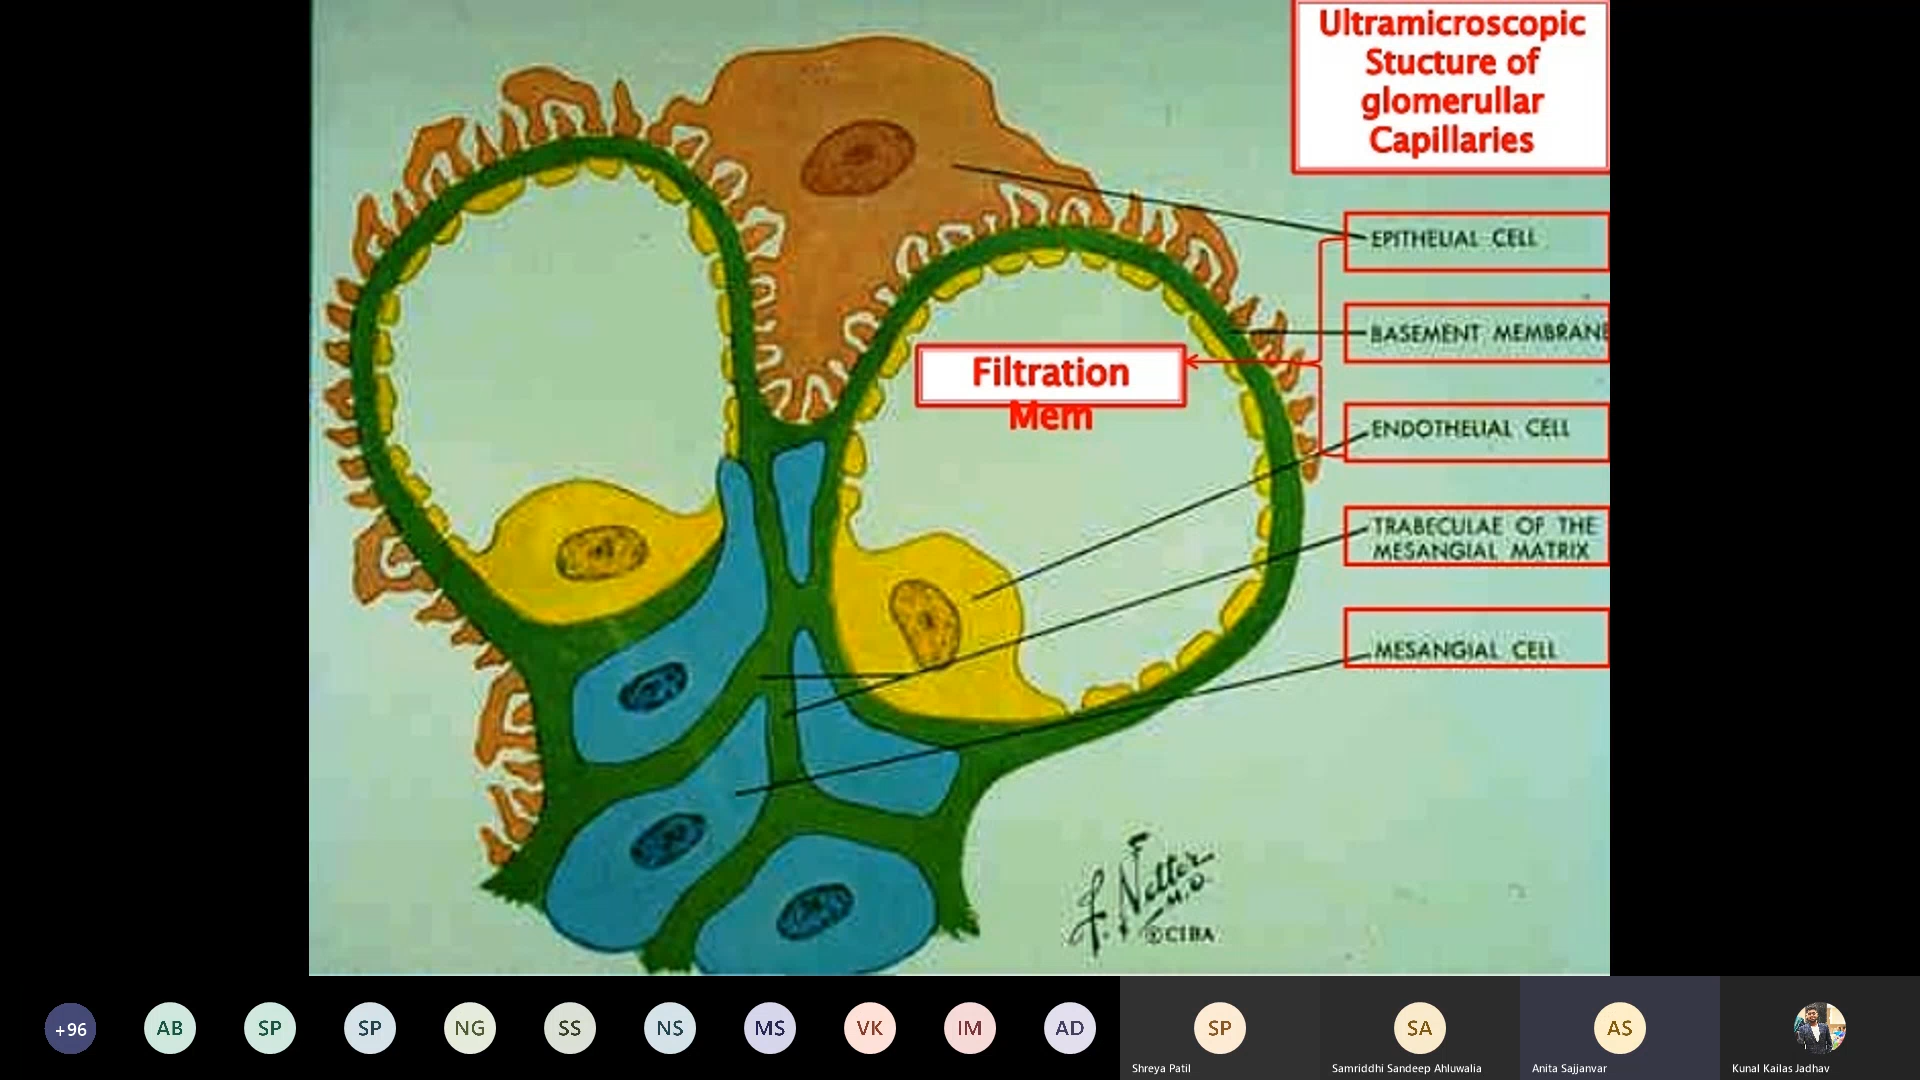 Ultramicroscopic
Stucture of
glomerullar
Capillaries
EPITHELIAL CELL
BASEMENT MEMBRANE
Filtration
Mem
ENDOTHELIAL CELL
TRABECULAE OF THE
MESANGIAL MATRIX
MESANGIAL CELL
F. Netter
M.D.
© CIBA
+96
AB
SP
SP
NG
SS
NS
MS
VK
IM
AD
SP
SA
AS
Shreya Patil
Samriddhi Sandeep Ahluwalia
Anita Sajjanvar
Kunal Kailas Jadhav